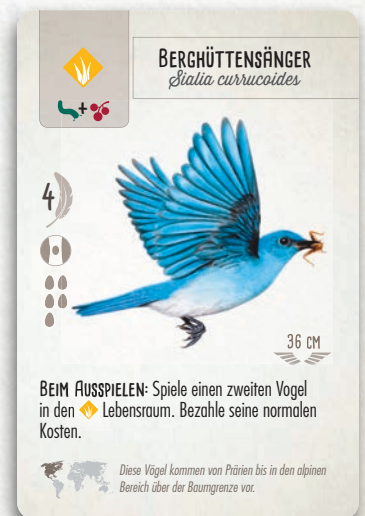 BERGHÜTTENSÄNGER
Sialia currucoides
+
4
36 CM
BEIM AUSSPIELEN: Spiele einen zweiten Vogel
in den Lebensraum. Bezahle seine normalen
Kosten.
Diese Vögel kommen von Prärien bis in den alpinen
Bereich über der Baumgrenze vor.